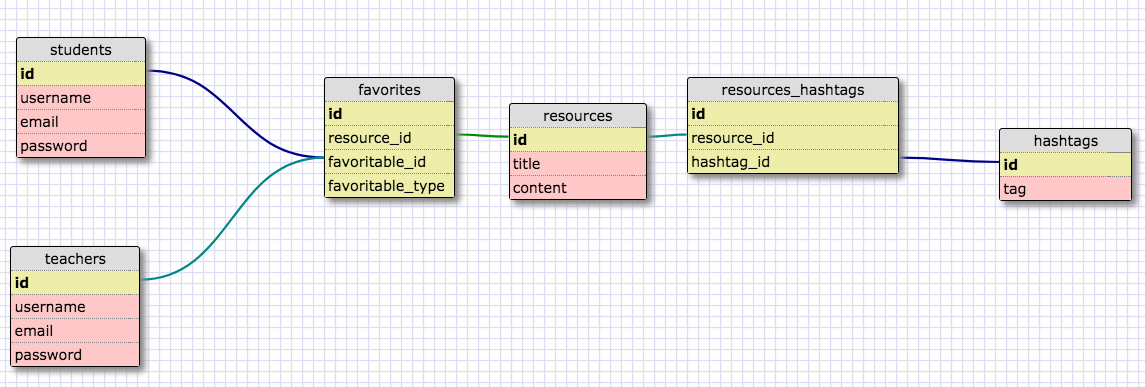 students
id
username
email
password
favorites
id
resource_id
favoritable_id
favoritable_type
resources
id
title
content
resources_hashtags
id
resource_id
hashtag_id
hashtags
id
tag
teachers
id
username
email
password